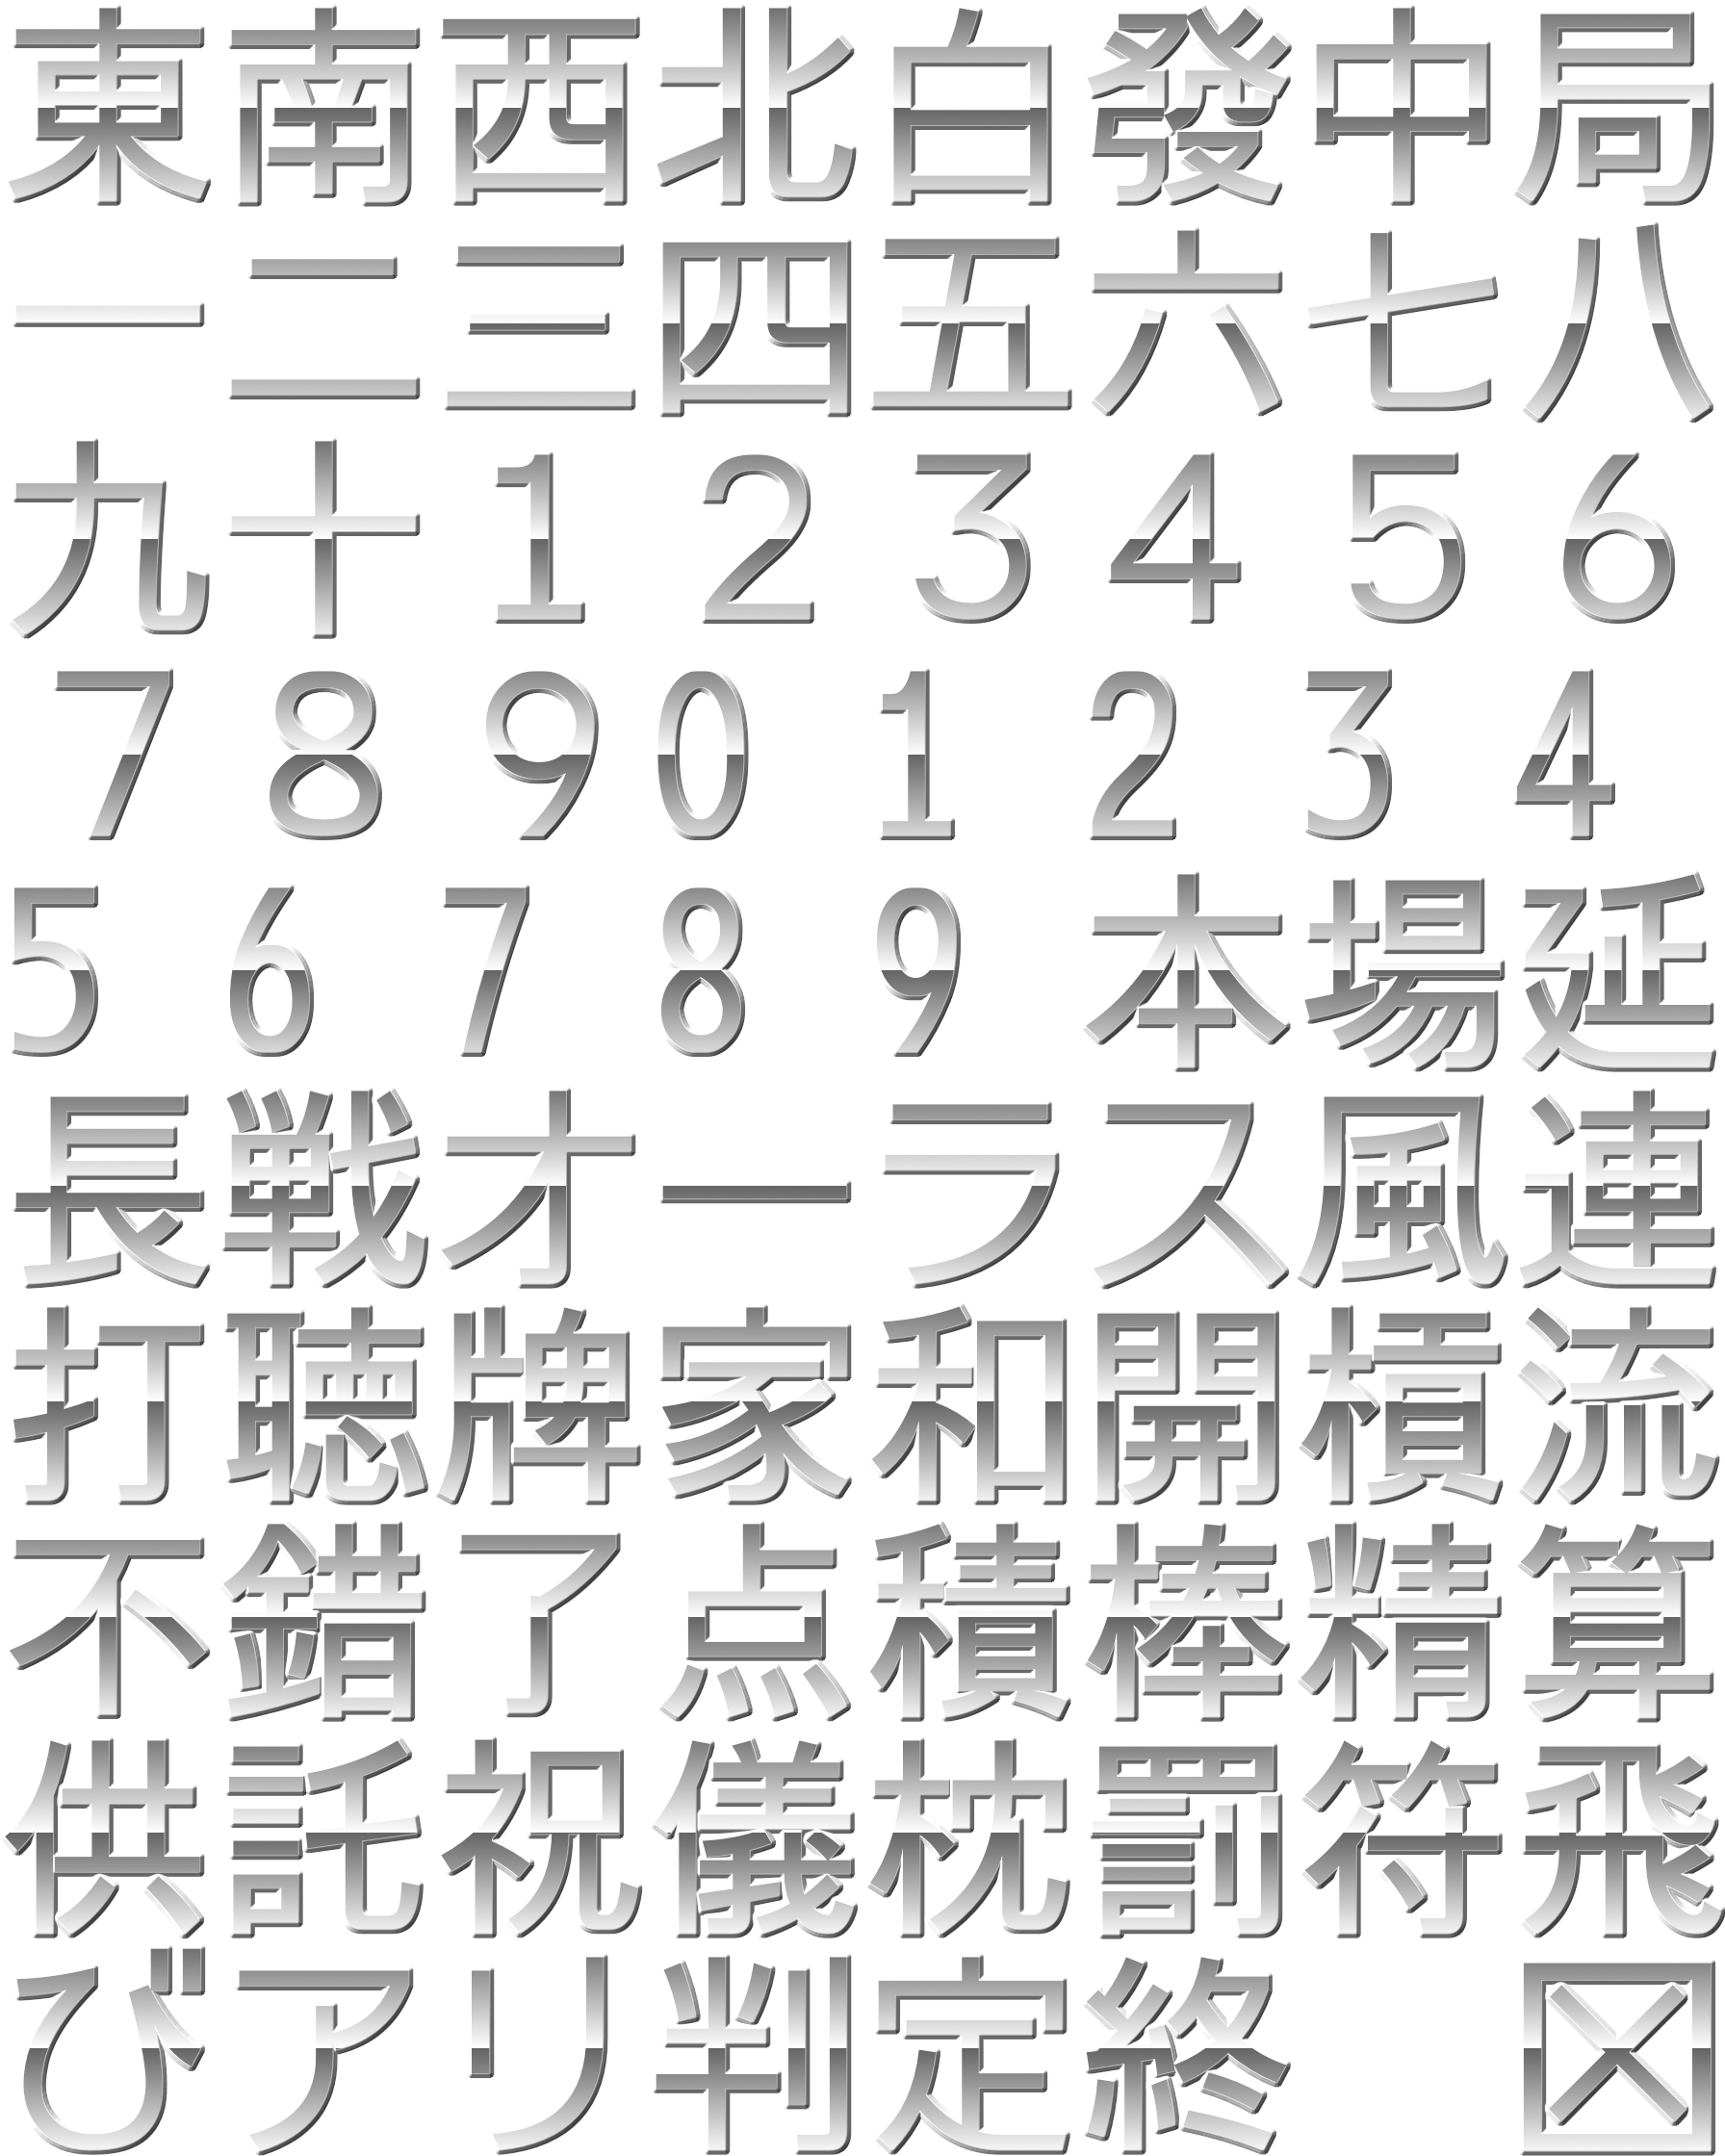 東南西北白發中局
一二三四五六七八
九十123456
78901234
56789本場延
長戦オーラス風連
打聴牌家和開槓流
不錯了点積棒精算
供託祝儀枕罰符飛
びアリ判定終〼